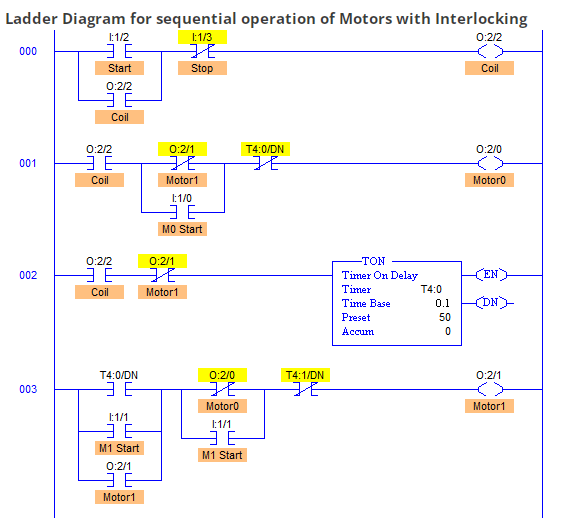 Ladder Diagram for sequential operation of Motors with Interlocking
I:1/2 I:1/3 O:2/2
000
Start Stop Coil
O:2/2
Coil
O:2/2 O:2/1 T4:0/DN O:2/0
001
Coil Motor1 Motor0
I:1/0
M0 Start
O:2/2 O:2/1 TON
002 Timer On Delay EN
Coil Motor1 Timer T4:0
Time Base 0.1 DN
Preset 50
Accum 0
T4:0/DN O:2/0 T4:1/DN O:2/1
003
Motor0 Motor1
I:1/1 I:1/1
M1 Start M1 Start
O:2/1
Motor1